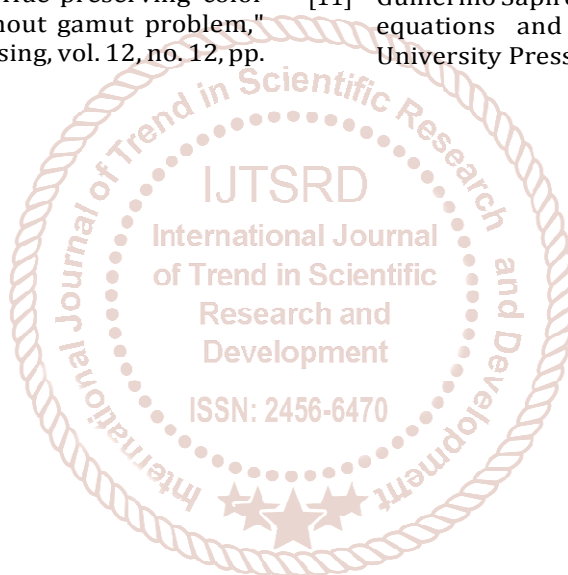 Hue-preserving color
hout gamut problem,"
sing, vol. 12, no. 12, pp.
[11] Guillermo Sapiro
equations and
University Press
International Journal of Trend in Scientific Research and Development
IJTSRD
International Journal
of Trend in Scientific
Research and
Development
ISSN: 2456-6470